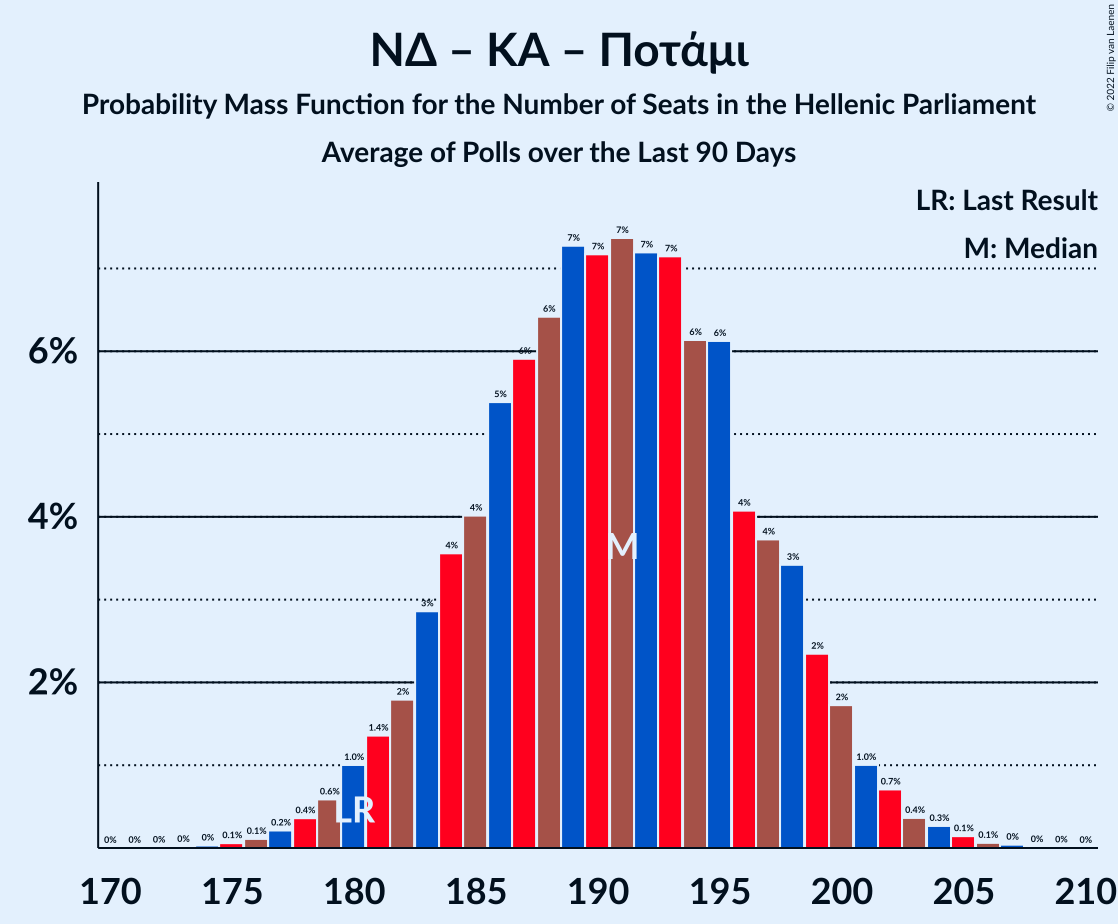 ΝΔ – ΚΑ – Ποτάμι
Probability Mass Function for the Number of Seats in the Hellenic Parliament
Average of Polls over the Last 90 Days
© 2022 Filip van Laenen
LR: Last Result
M: Median
6%
4%
2%
0% 0% 0% 0% 0% 0.1% 0.1% 0.2% 0.4% 0.6% 1.0% 1.4% 2% 3% 4% 4% 5% 6% 6% 7% 7% 7% 7% 7% 6% 6% 4% 4% 3% 2% 2% 1.0% 0.7% 0.4% 0.3% 0.1% 0.1% 0% 0% 0% 0%
M
LR
170 175 180 185 190 195 200 205 210